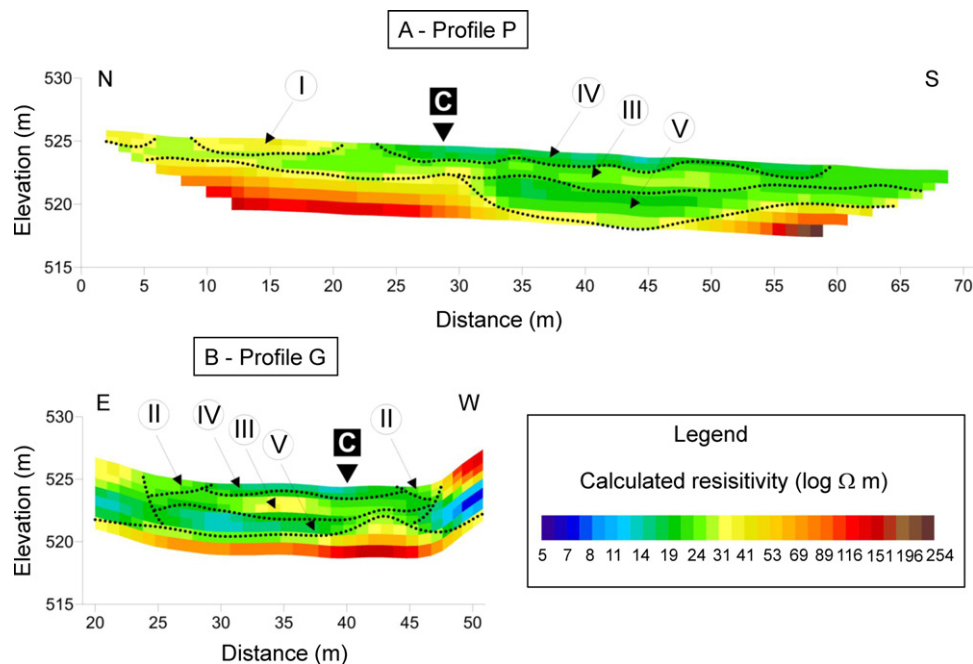 A - Profile P
N
S
I
C
IV
III
V
Elevation (m)
530
525
520
515
0 5 10 15 20 25 30 35 40 45 50 55 60 65 70
Distance (m)
B - Profile G
E
W
II
IV
III
V
C
II
Elevation (m)
530
525
520
515
20 25 30 35 40 45 50
Distance (m)
Legend
Calculated resisitivity (log Ω m)
5 7 8 11 14 19 24 31 41 53 69 89 116 151 196 254